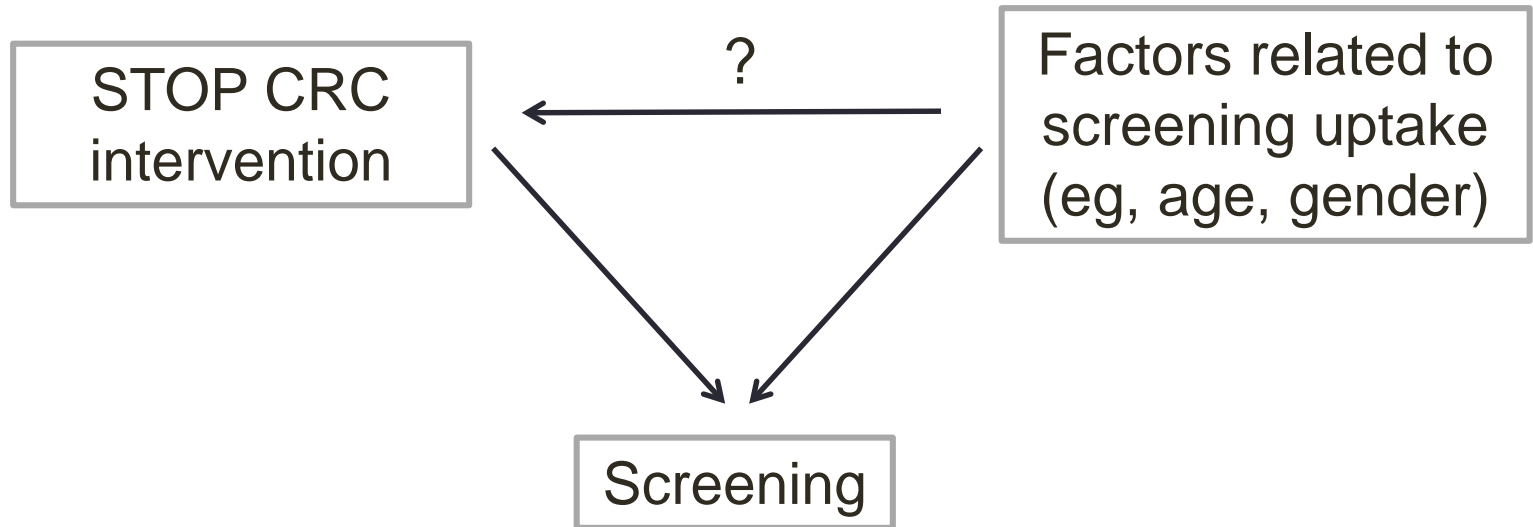 STOP CRC
intervention
?
Factors related to
screening uptake
(eg, age, gender)
Screening